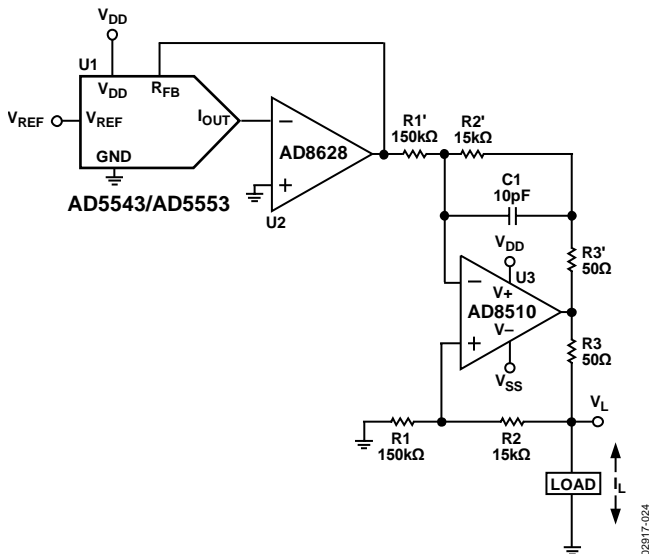 VDD
U1
VDD RFB
VREF VREF IOUT
GND
AD5543/AD5553
−
AD8628
+
U2
R1'
150kΩ
R2'
15kΩ
C1
10pF
VDD
U3
V+
−
AD8510
V−
+
VSS
R3'
50Ω
R3
50Ω
VL
R1
150kΩ
R2
15kΩ
LOAD
IL
02917-024